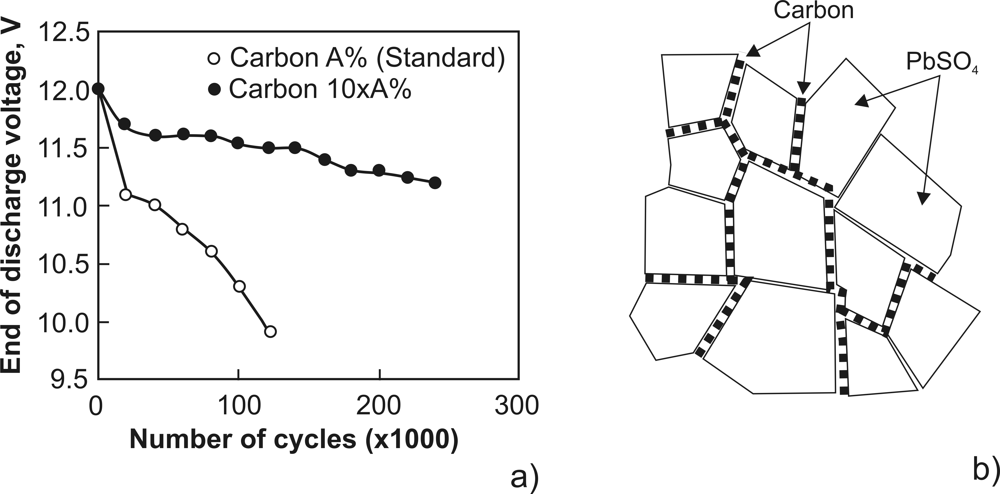 End of discharge voltage, V
12.5
12.0
11.5
11.0
10.5
10.0
9.5
Carbon A% (Standard)
Carbon 10xA%
0
100
200
300
Number of cycles (x1000)
a)
Carbon
PbSO₄
b)